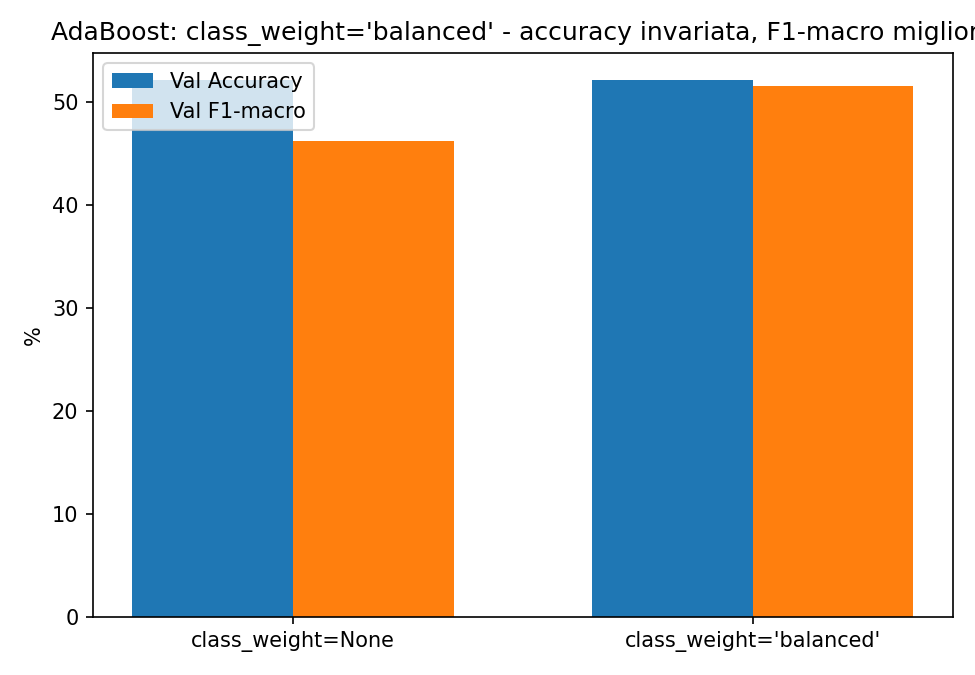 AdaBoost: class_weight='balanced' - accuracy invariata, F1-macro miglior
Val Accuracy
Val F1-macro
50
40
30
20
10
0
%
class_weight=None
class_weight='balanced'